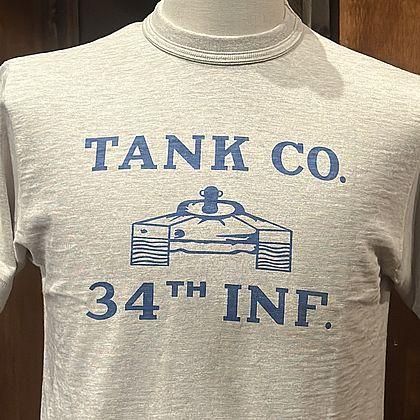 TANK CO.
34TH INF.